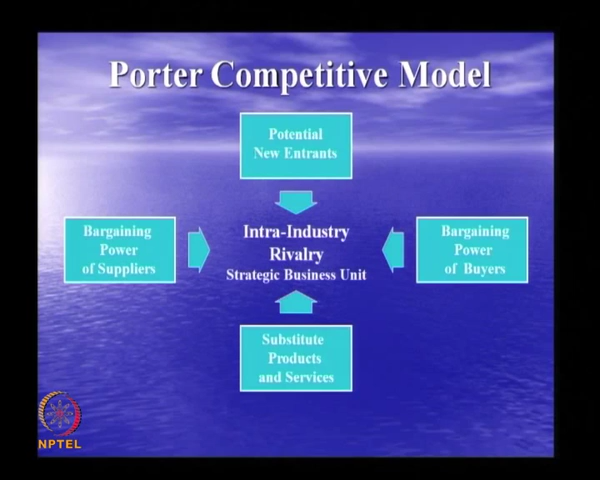 Porter Competitive Model
Potential
New Entrants
Bargaining
Power
of Suppliers
Intra-Industry
Rivalry
Strategic Business Unit
Bargaining
Power
of Buyers
Substitute
Products
and Services
NPTEL